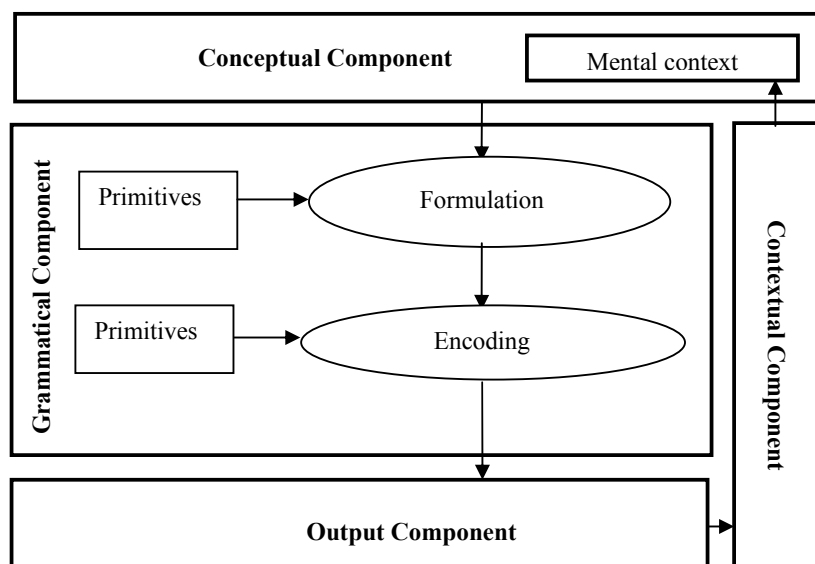 Conceptual Component
Mental context
Grammatical Component
Primitives
Formulation
Primitives
Encoding
Contextual Component
Output Component